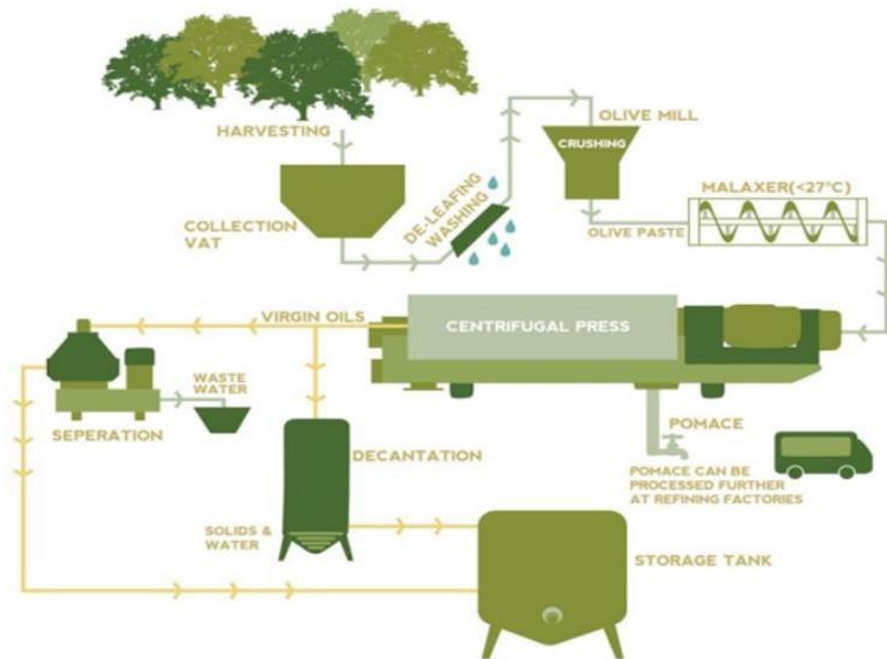 HARVESTING
COLLECTION
VAT
DE-LEAFING
WASHING
OLIVE MILL
CRUSHING
OLIVE PASTE
MALAXER(<27°C)
CENTRIFUGAL PRESS
VIRGIN OILS
WASTE
WATER
SEPERATION
DECANTATION
SOLIDS &
WATER
POMACE
POMACE CAN BE
PROCESSED FURTHER
AT REFINING FACTORIES
STORAGE TANK